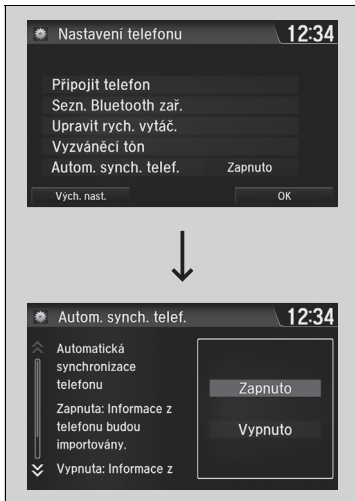 Nastavení telefonu 12:34
Připojit telefon
Sezn. Bluetooth zař.
Upravit rych. vytáč.
Vyzváněcí tón
Autom. synch. telef. Zapnuto
Vých. nast. OK
Autom. synch. telef. 12:34
Automatická
synchronizace
telefonu
Zapnuta: Informace z
telefonu budou
importovány.
Vypnuta: Informace z
Zapnuto
Vypnuto